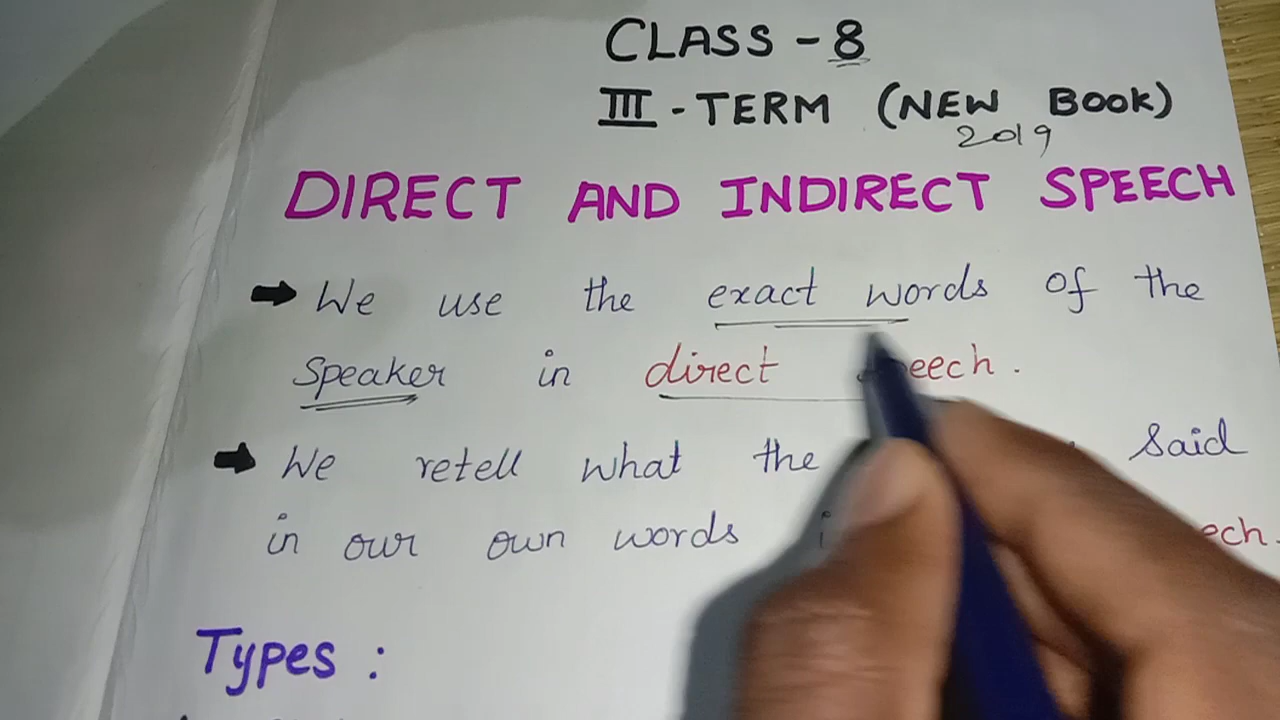 CLASS - 8
III - TERM (NEW BOOK)
2019
DIRECT AND INDIRECT SPEECH
➡ We use the exact words of the
Speaker in direct speech.
➡ We retell what the said
in our own words
Types :